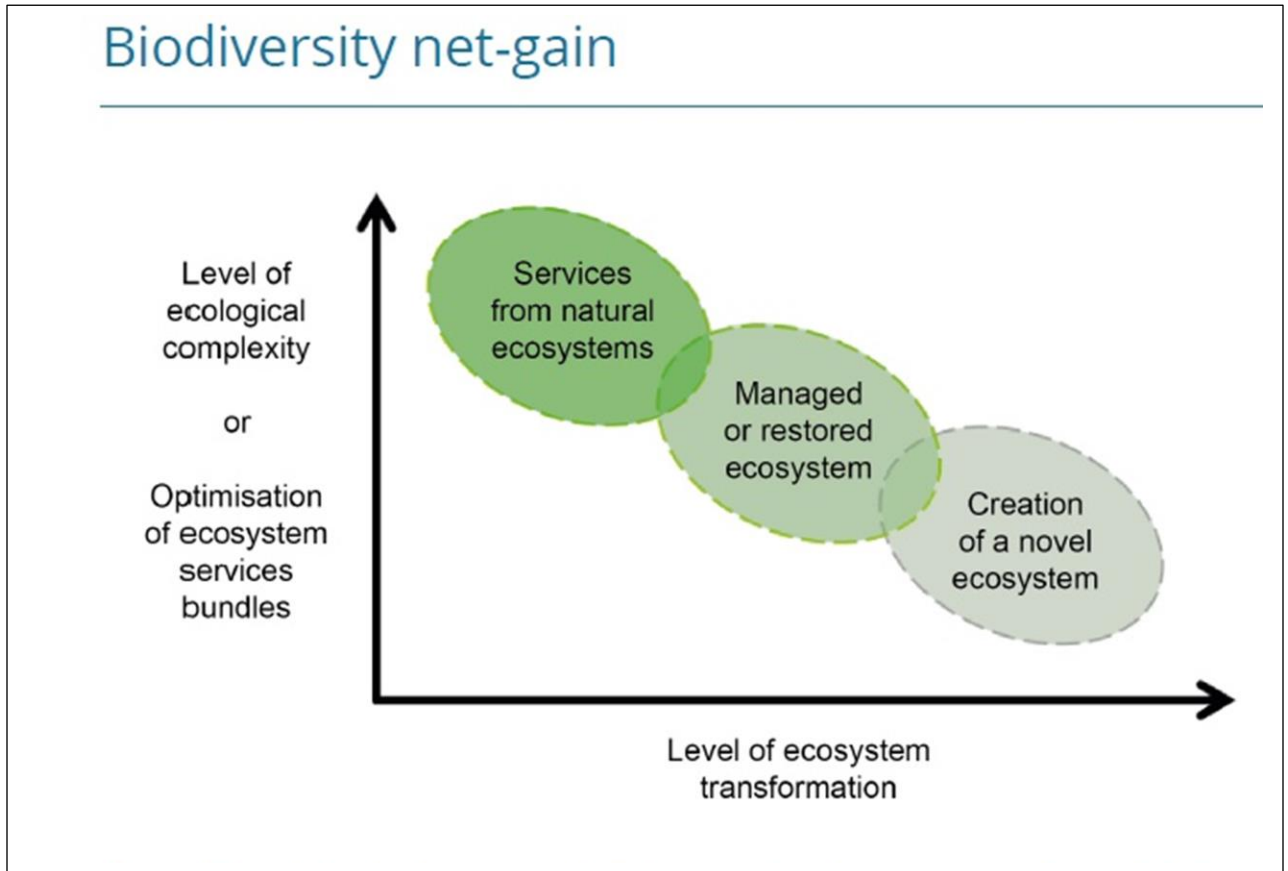 Biodiversity net-gain
Level of
ecological
complexity
or
Optimisation
of ecosystem
services
bundles
Services
from natural
ecosystems
Managed
or restored
ecosystem
Creation
of a novel
ecosystem
Level of ecosystem
transformation